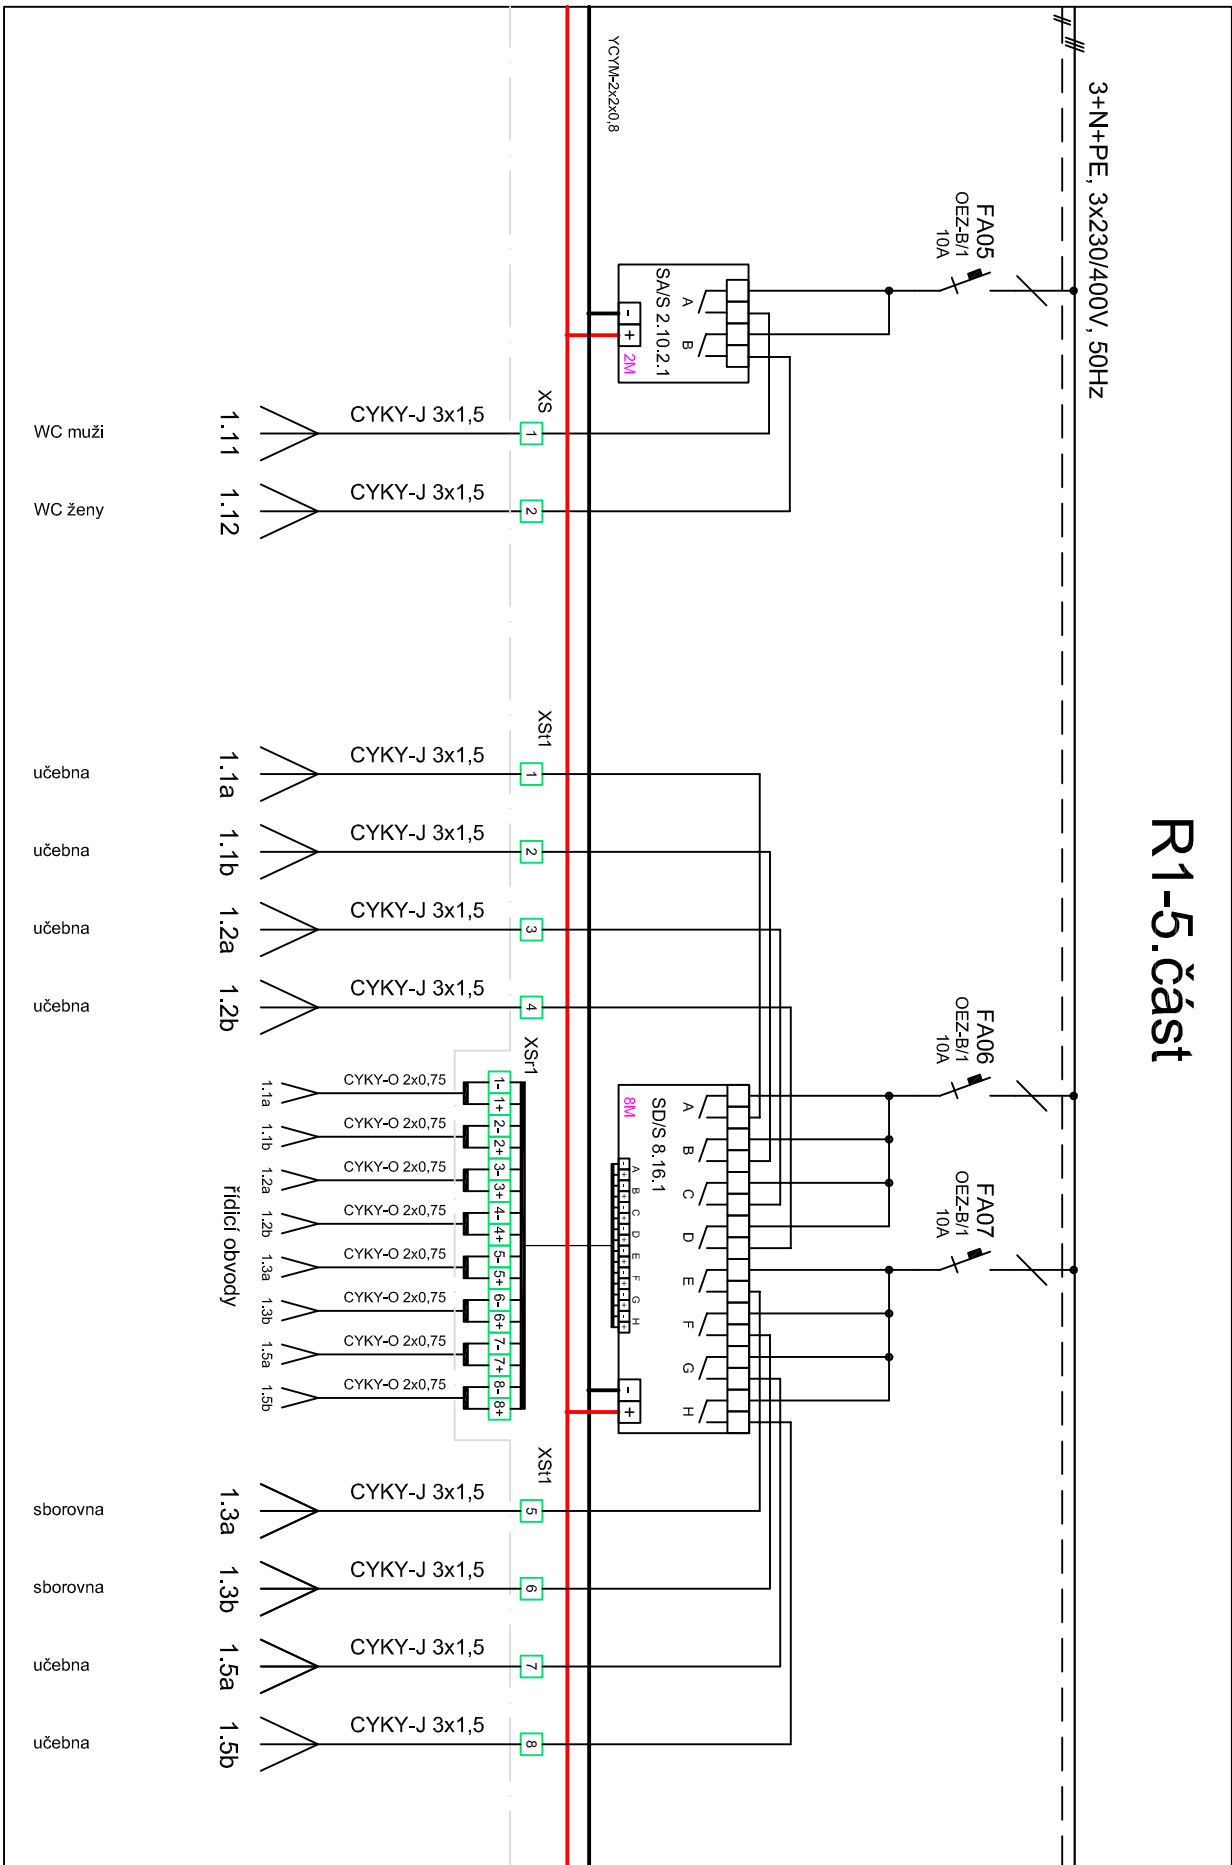 R1-5.část
3+N+PE, 3x230/400V, 50Hz
FA05
OEZ-B/1
10A
FA06
OEZ-B/1
10A
FA07
OEZ-B/1
10A
YCYM-2x2x0,8
SA/S 2.10.2.1
A
B
- +
2M
SD/S 8.16.1
A
B
C
D
E
F
G
H
8M
A B C D E F G H
- + - + - + - + - + - + - + - +
- +
XS
1
2
XSt1
1
2
3
4
XSr1
1- 1+ 2- 2+ 3- 3+ 4- 4+ 5- 5+ 6- 6+ 7- 7+ 8- 8+
XSt1
5
6
7
8
CYKY-J 3x1,5
CYKY-J 3x1,5
CYKY-J 3x1,5
CYKY-J 3x1,5
CYKY-J 3x1,5
CYKY-J 3x1,5
CYKY-O 2x0,75
CYKY-O 2x0,75
CYKY-O 2x0,75
CYKY-O 2x0,75
CYKY-O 2x0,75
CYKY-O 2x0,75
CYKY-O 2x0,75
CYKY-O 2x0,75
CYKY-J 3x1,5
CYKY-J 3x1,5
CYKY-J 3x1,5
CYKY-J 3x1,5
1.11
1.12
1.1a
1.1b
1.2a
1.2b
1.1a
1.1b
1.2a
1.2b
1.3a
1.3b
1.5a
1.5b
řídicí obvody
1.3a
1.3b
1.5a
1.5b
WC muži
WC ženy
učebna
učebna
učebna
učebna
sborovna
sborovna
učebna
učebna